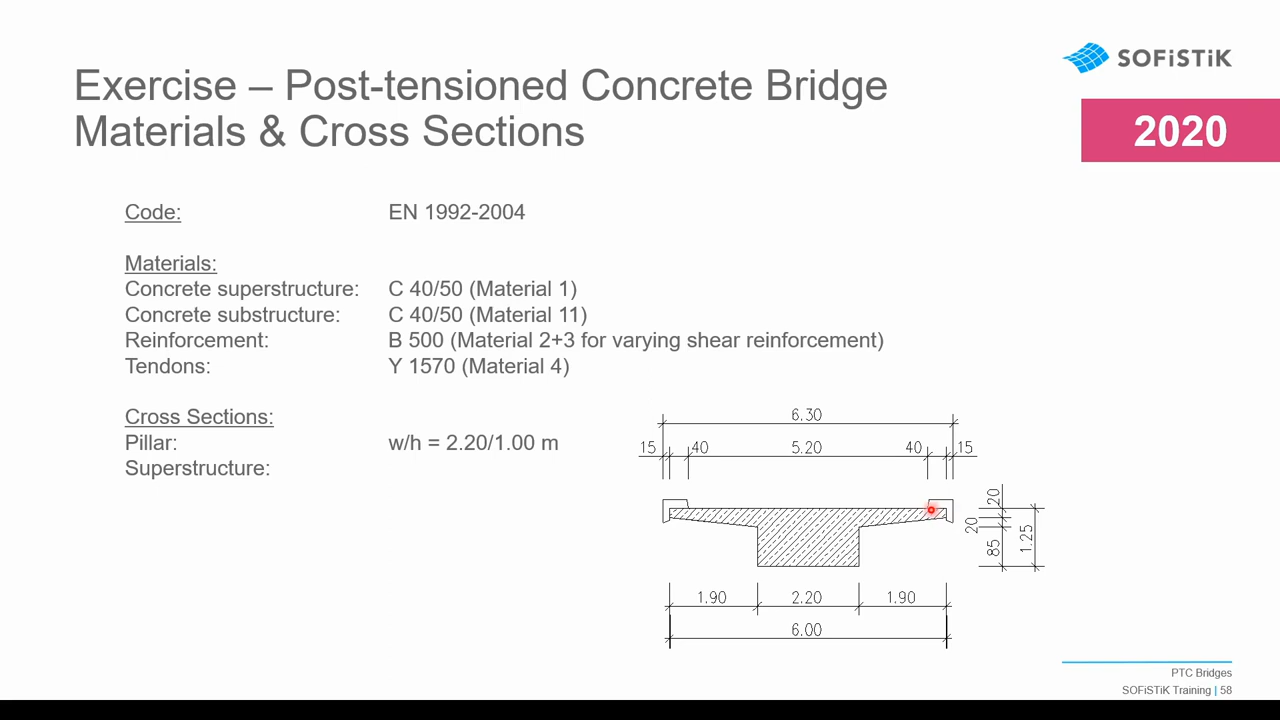 SOFiSTiK
Exercise – Post-tensioned Concrete Bridge
Materials & Cross Sections
2020
Code: EN 1992-2004
Materials:
Concrete superstructure: C 40/50 (Material 1)
Concrete substructure: C 40/50 (Material 11)
Reinforcement: B 500 (Material 2+3 for varying shear reinforcement)
Tendons: Y 1570 (Material 4)
Cross Sections:
Pillar: w/h = 2.20/1.00 m
Superstructure:
6.30
15 40 5.20 40 15
20
20
85
1.25
1.90 2.20 1.90
6.00
PTC Bridges
SOFiSTiK Training | 58